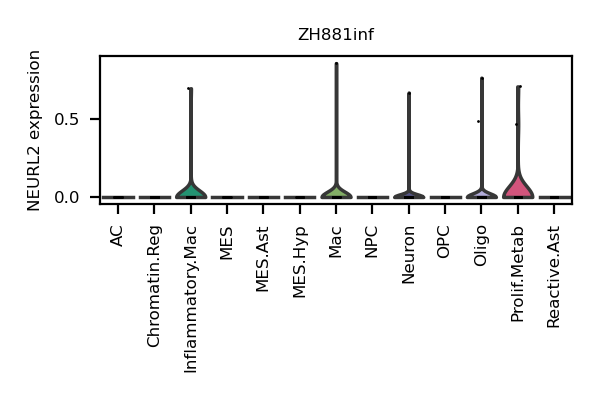 ZH881inf
NEURL2 expression
0.5
0.0
AC
Chromatin.Reg
Inflammatory.Mac
MES
MES.Ast
MES.Hyp
Mac
NPC
Neuron
OPC
Oligo
Prolif.Metab
Reactive.Ast